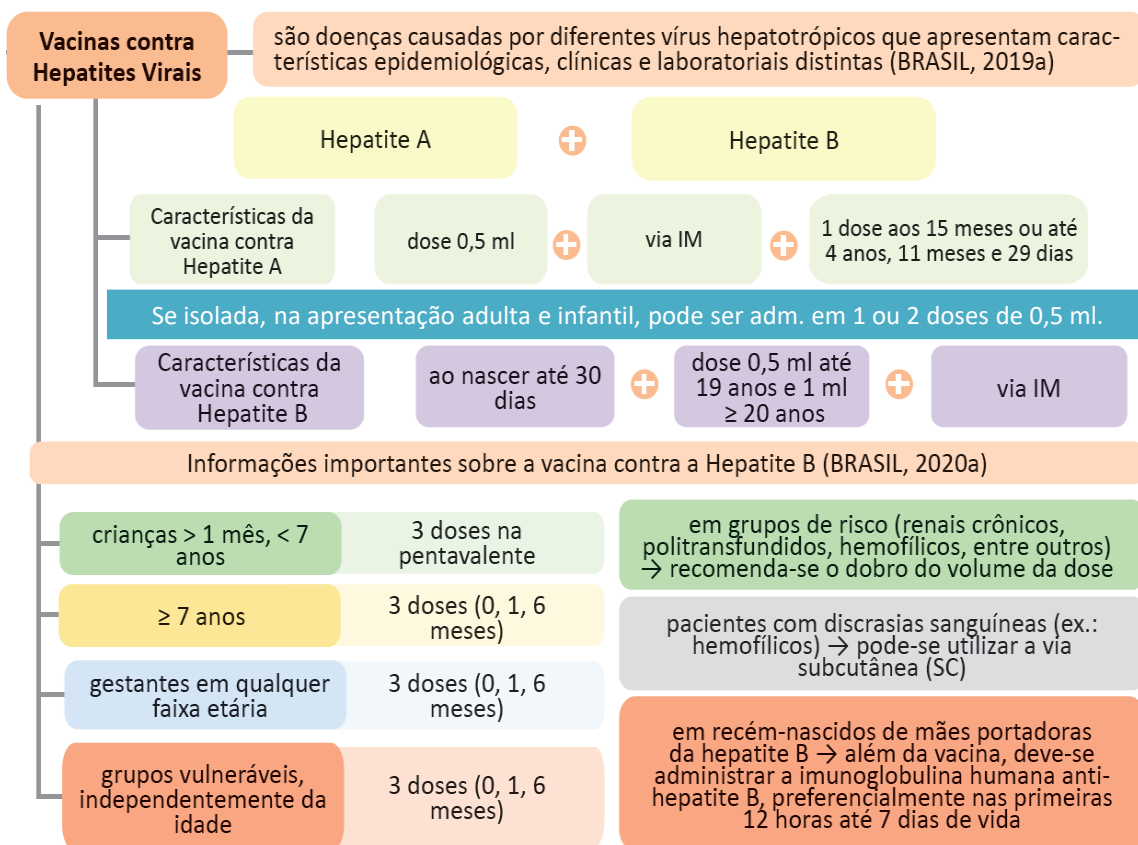 Vacinas contra
Hepatites Virais
são doenças causadas por diferentes vírus hepatotrópicos que apresentam carac-
terísticas epidemiológicas, clínicas e laboratoriais distintas (BRASIL, 2019a)
Hepatite A
Hepatite B
Características da
vacina contra
Hepatite A
dose 0,5 ml
via IM
1 dose aos 15 meses ou até
4 anos, 11 meses e 29 dias
Se isolada, na apresentação adulta e infantil, pode ser adm. em 1 ou 2 doses de 0,5 ml.
Características da
vacina contra
Hepatite B
ao nascer até 30
dias
dose 0,5 ml até
19 anos e 1 ml
≥ 20 anos
via IM
Informações importantes sobre a vacina contra a Hepatite B (BRASIL, 2020a)
crianças > 1 mês, < 7
anos
3 doses na
pentavalente
≥ 7 anos
3 doses (0, 1, 6
meses)
gestantes em qualquer
faixa etária
3 doses (0, 1, 6
meses)
grupos vulneráveis,
independentemente da
idade
3 doses (0, 1, 6
meses)
em grupos de risco (renais crônicos,
politransfundidos, hemofílicos, entre outros)
→ recomenda-se o dobro do volume da dose
pacientes com discrasias sanguíneas (ex.:
hemofílicos) → pode-se utilizar a via
subcutânea (SC)
em recém-nascidos de mães portadoras
da hepatite B → além da vacina, deve-se
administrar a imunoglobulina humana anti-
hepatite B, preferencialmente nas primeiras
12 horas até 7 dias de vida